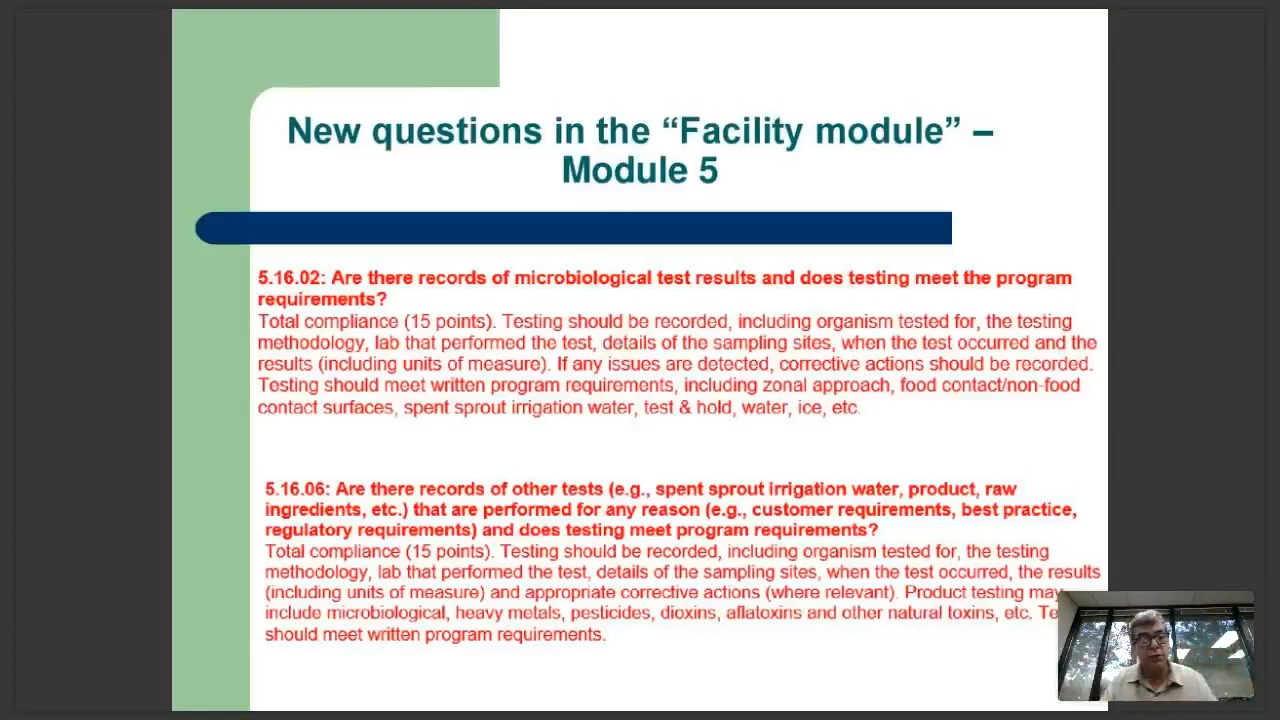 New questions in the “Facility module” –
Module 5
5.16.02: Are there records of microbiological test results and does testing meet the program
requirements?
Total compliance (15 points). Testing should be recorded, including organism tested for, the testing
methodology, lab that performed the test, details of the sampling sites, when the test occurred and the
results (including units of measure). If any issues are detected, corrective actions should be recorded.
Testing should meet written program requirements, including zonal approach, food contact/non-food
contact surfaces, spent sprout irrigation water, test & hold, water, ice, etc.
5.16.06: Are there records of other tests (e.g., spent sprout irrigation water, product, raw
ingredients, etc.) that are performed for any reason (e.g., customer requirements, best practice,
regulatory requirements) and does testing meet program requirements?
Total compliance (15 points). Testing should be recorded, including organism tested for, the testing
methodology, lab that performed the test, details of the sampling sites, when the test occurred, the results
(including units of measure) and appropriate corrective actions (where relevant). Product testing may
include microbiological, heavy metals, pesticides, dioxins, aflatoxins and other natural toxins, etc.
should meet written program requirements.